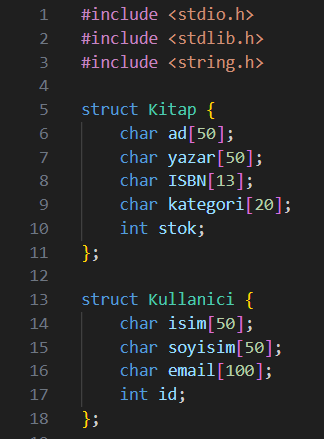 1 #include <stdio.h>
2 #include <stdlib.h>
3 #include <string.h>
4
5 struct Kitap {
6     char ad[50];
7     char yazar[50];
8     char ISBN[13];
9     char kategori[20];
10     int stok;
11 };
12
13 struct Kullanici {
14     char isim[50];
15     char soyisim[50];
16     char email[100];
17     int id;
18 };